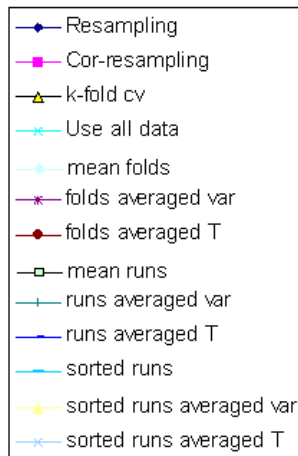 Resampling
Cor-resampling
k-fold cv
Use all data
mean folds
folds averaged var
folds averaged T
mean runs
runs averaged var
runs averaged T
sorted runs
sorted runs averaged var
sorted runs averaged T